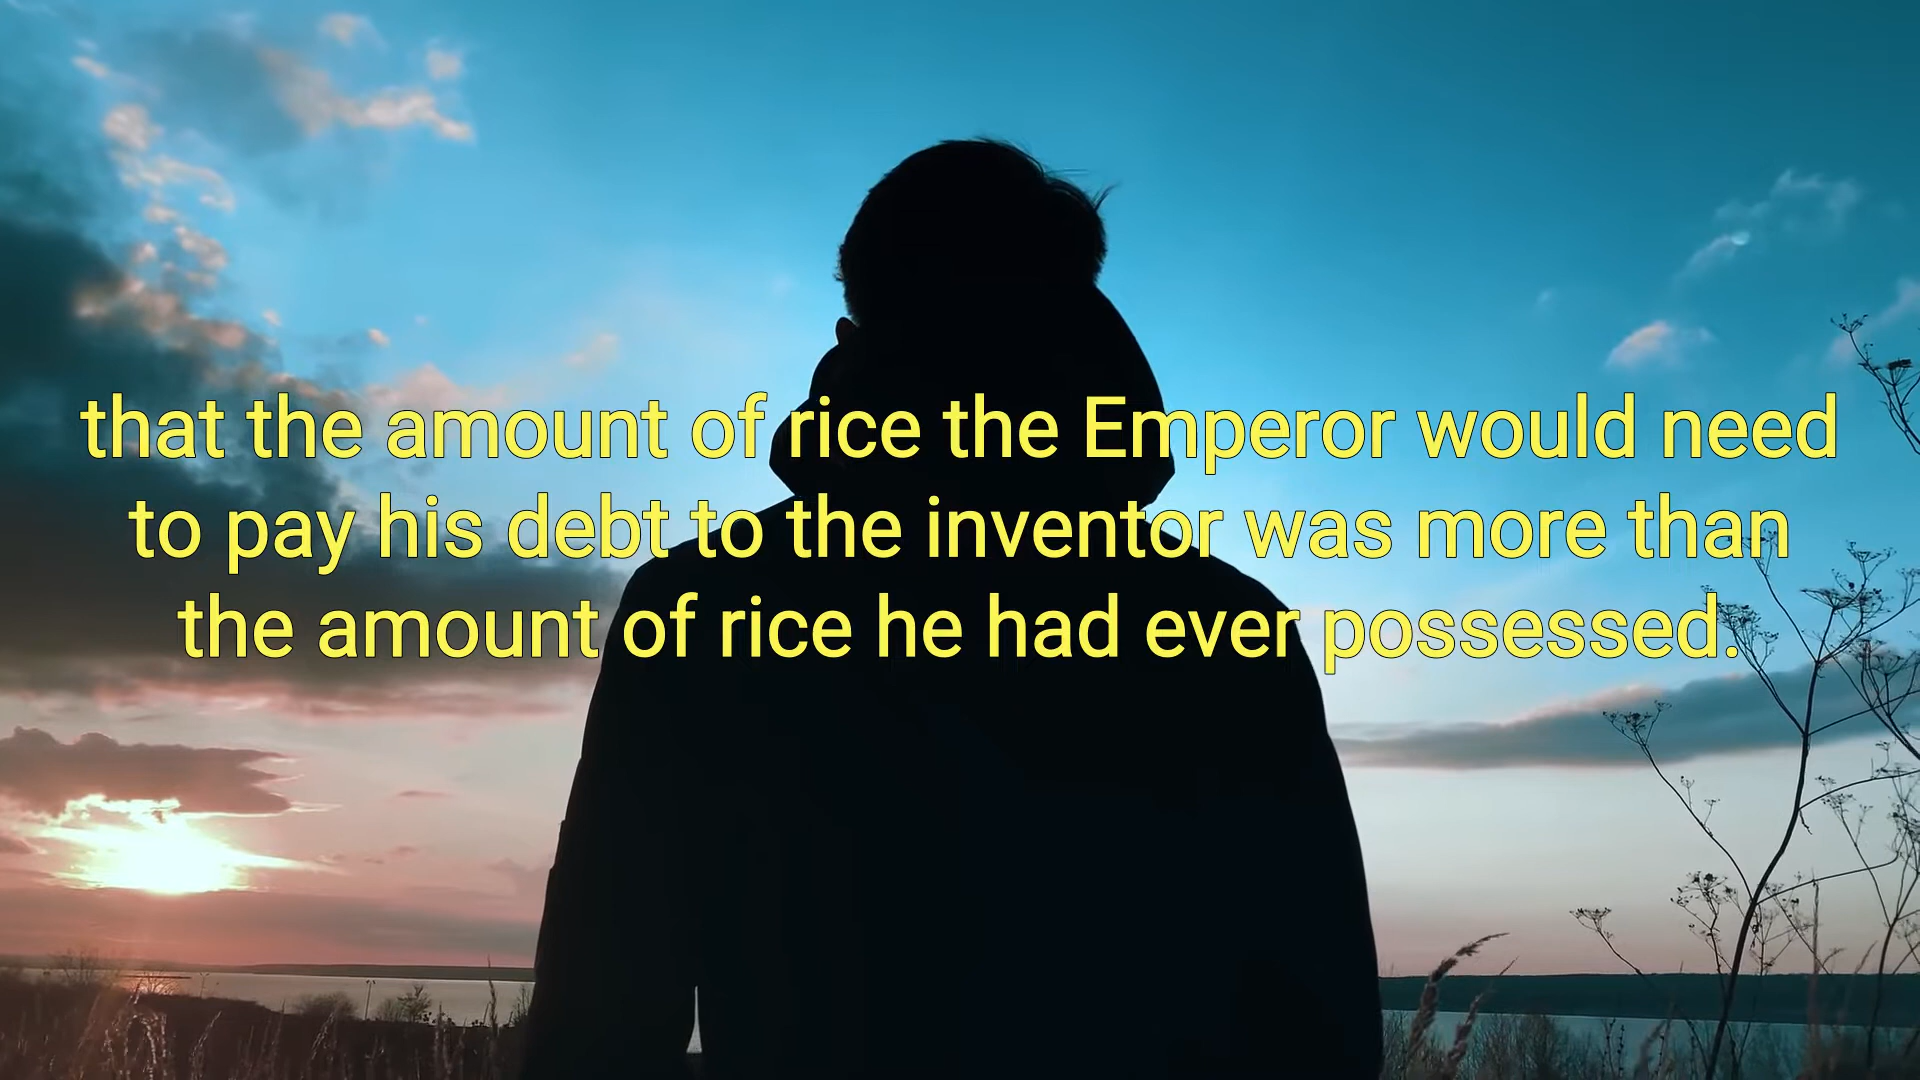 that the amount of rice the Emperor would need
to pay his debt to the inventor was more than
the amount of rice he had ever possessed.